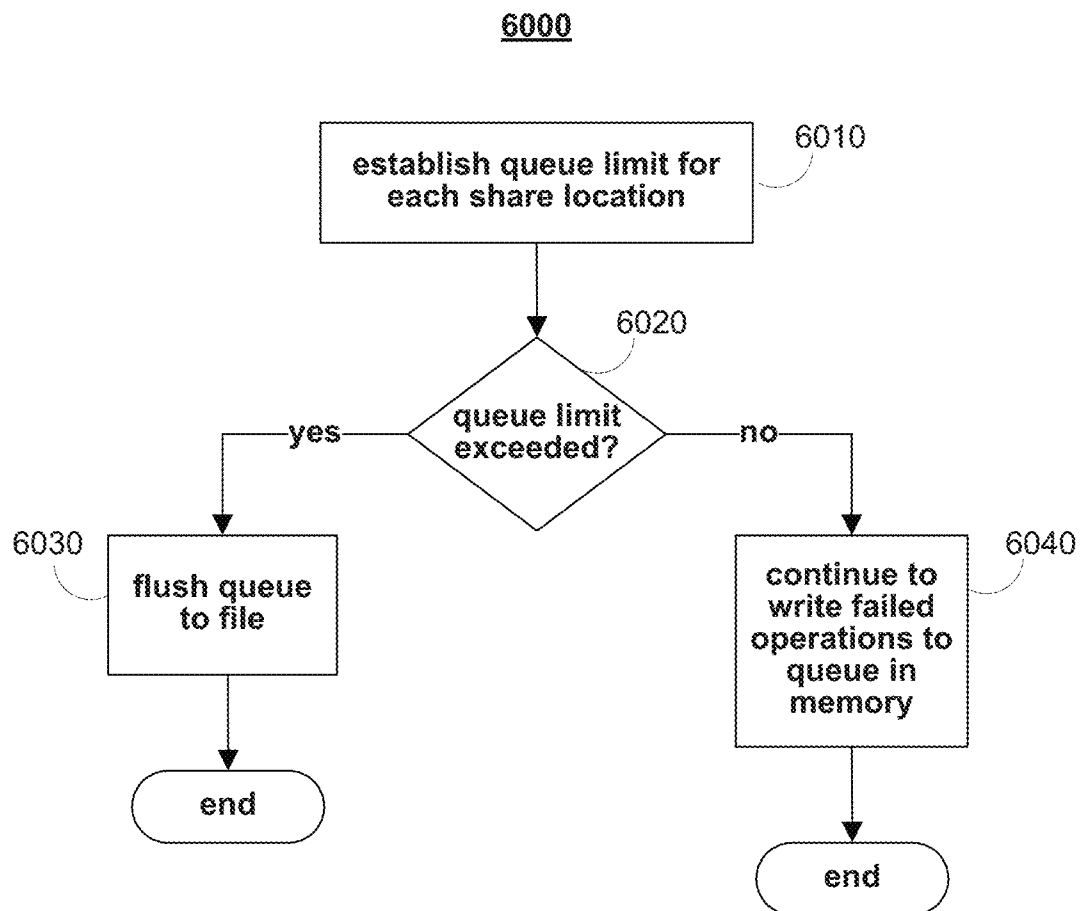 6000
establish queue limit for
each share location
6010
6020
queue limit
exceeded?
yes
no
6030
flush queue
to file
6040
continue to
write failed
operations to
queue in
memory
end
end